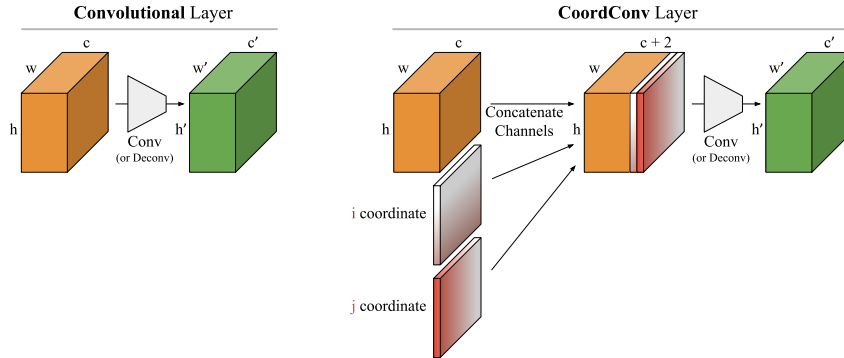 Convolutional Layer
c
w
c′
w′
h
h′
Conv
(or Deconv)
CoordConv Layer
c
w
h
Concatenate
Channels
i coordinate
j coordinate
c + 2
w
h
Conv
(or Deconv)
c′
w′
h′